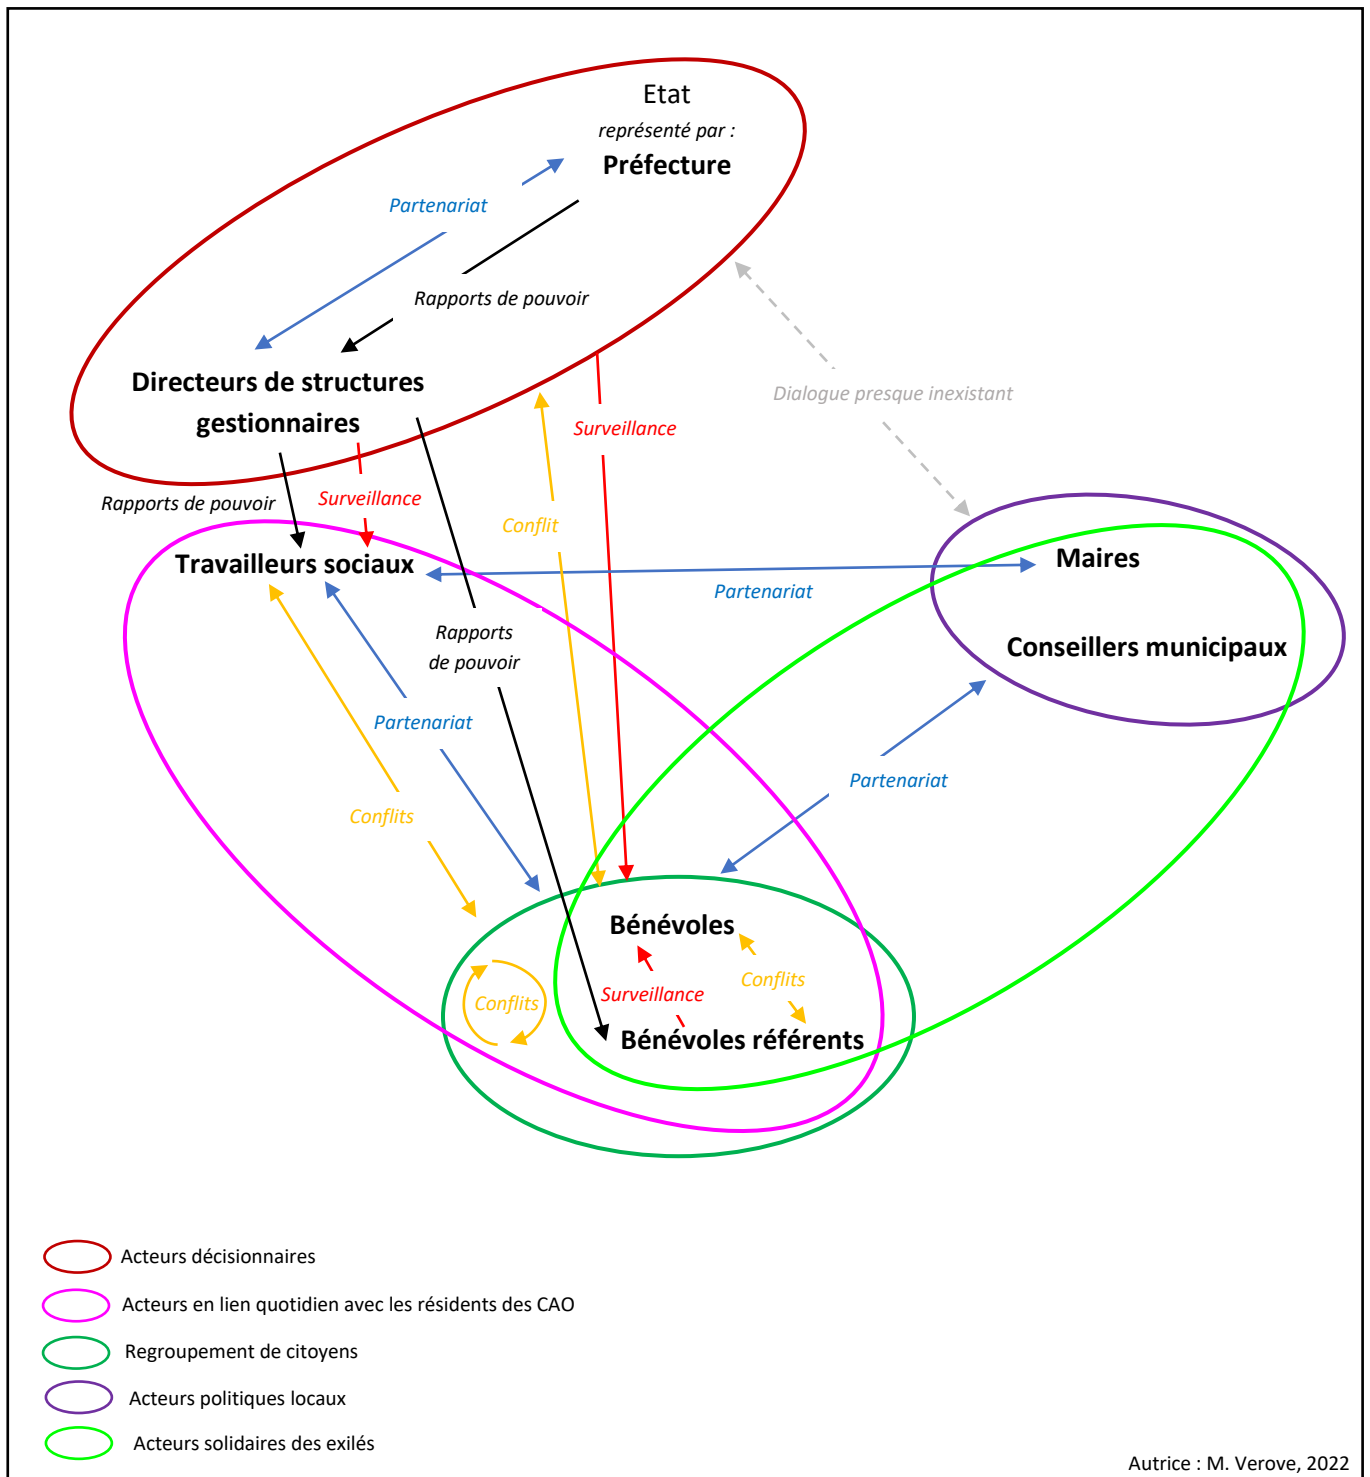 Etat
représenté par :
Préfecture
Partenariat
Rapports de pouvoir
Directeurs de structures
gestionnaires
Dialogue presque inexistant
Surveillance
Rapports de pouvoir
Surveillance
Conflit
Travailleurs sociaux
Maires
Partenariat
Rapports
de pouvoir
Conseillers municipaux
Partenariat
Partenariat
Conflits
Bénévoles
Conflits
Surveillance
Conflits
Bénévoles référents
Acteurs décisionnaires
Acteurs en lien quotidien avec les résidents des CAO
Regroupement de citoyens
Acteurs politiques locaux
Acteurs solidaires des exilés
Autrice : M. Verove, 2022